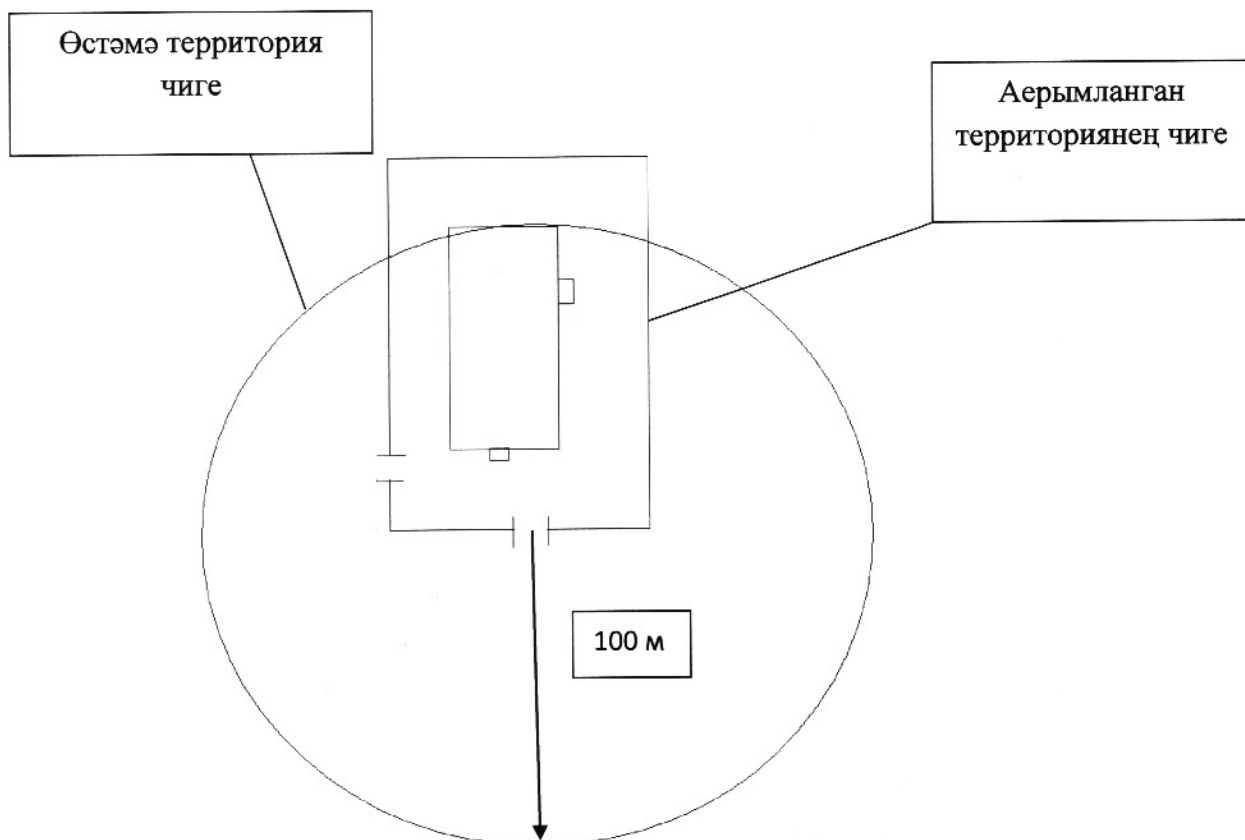 Өстәмә территория
чиге
Аерымланган
территориянең чиге
100 м